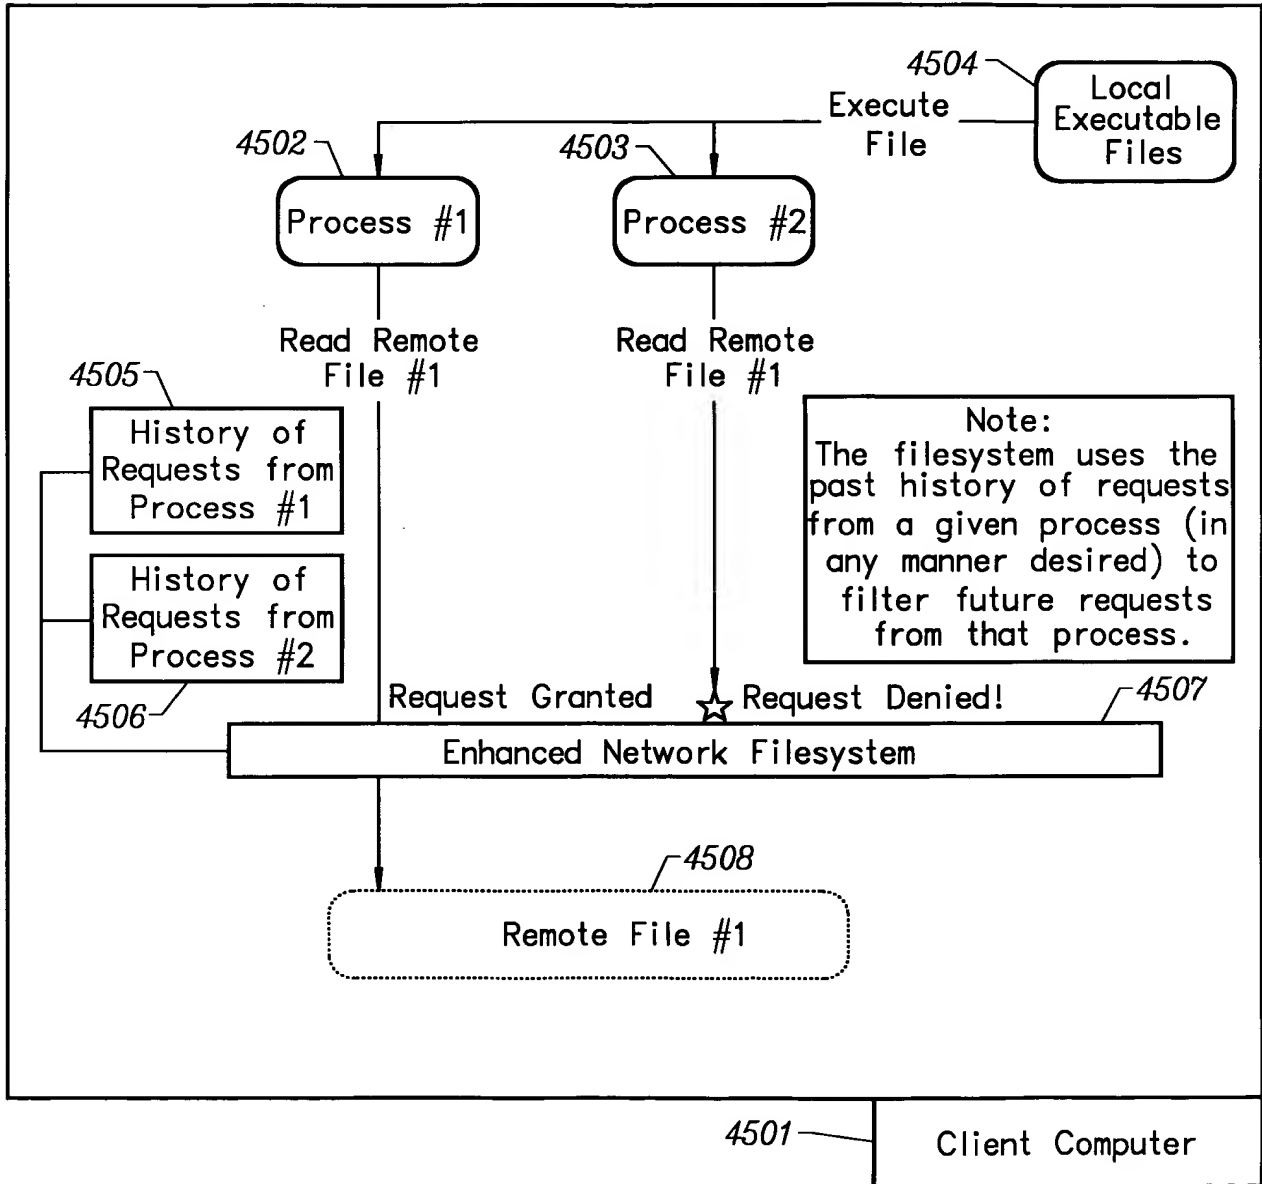 4504
Local
Executable
Files
Execute
File
4502
4503
Process #1
Process #2
Read Remote
File #1
Read Remote
File #1
4505
History of
Requests from
Process #1
History of
Requests from
Process #2
4506
Note:
The filesystem uses the
past history of requests
from a given process (in
any manner desired) to
filter future requests
from that process.
Request Granted
Request Denied!
4507
Enhanced Network Filesystem
4508
Remote File #1
4501
Client Computer